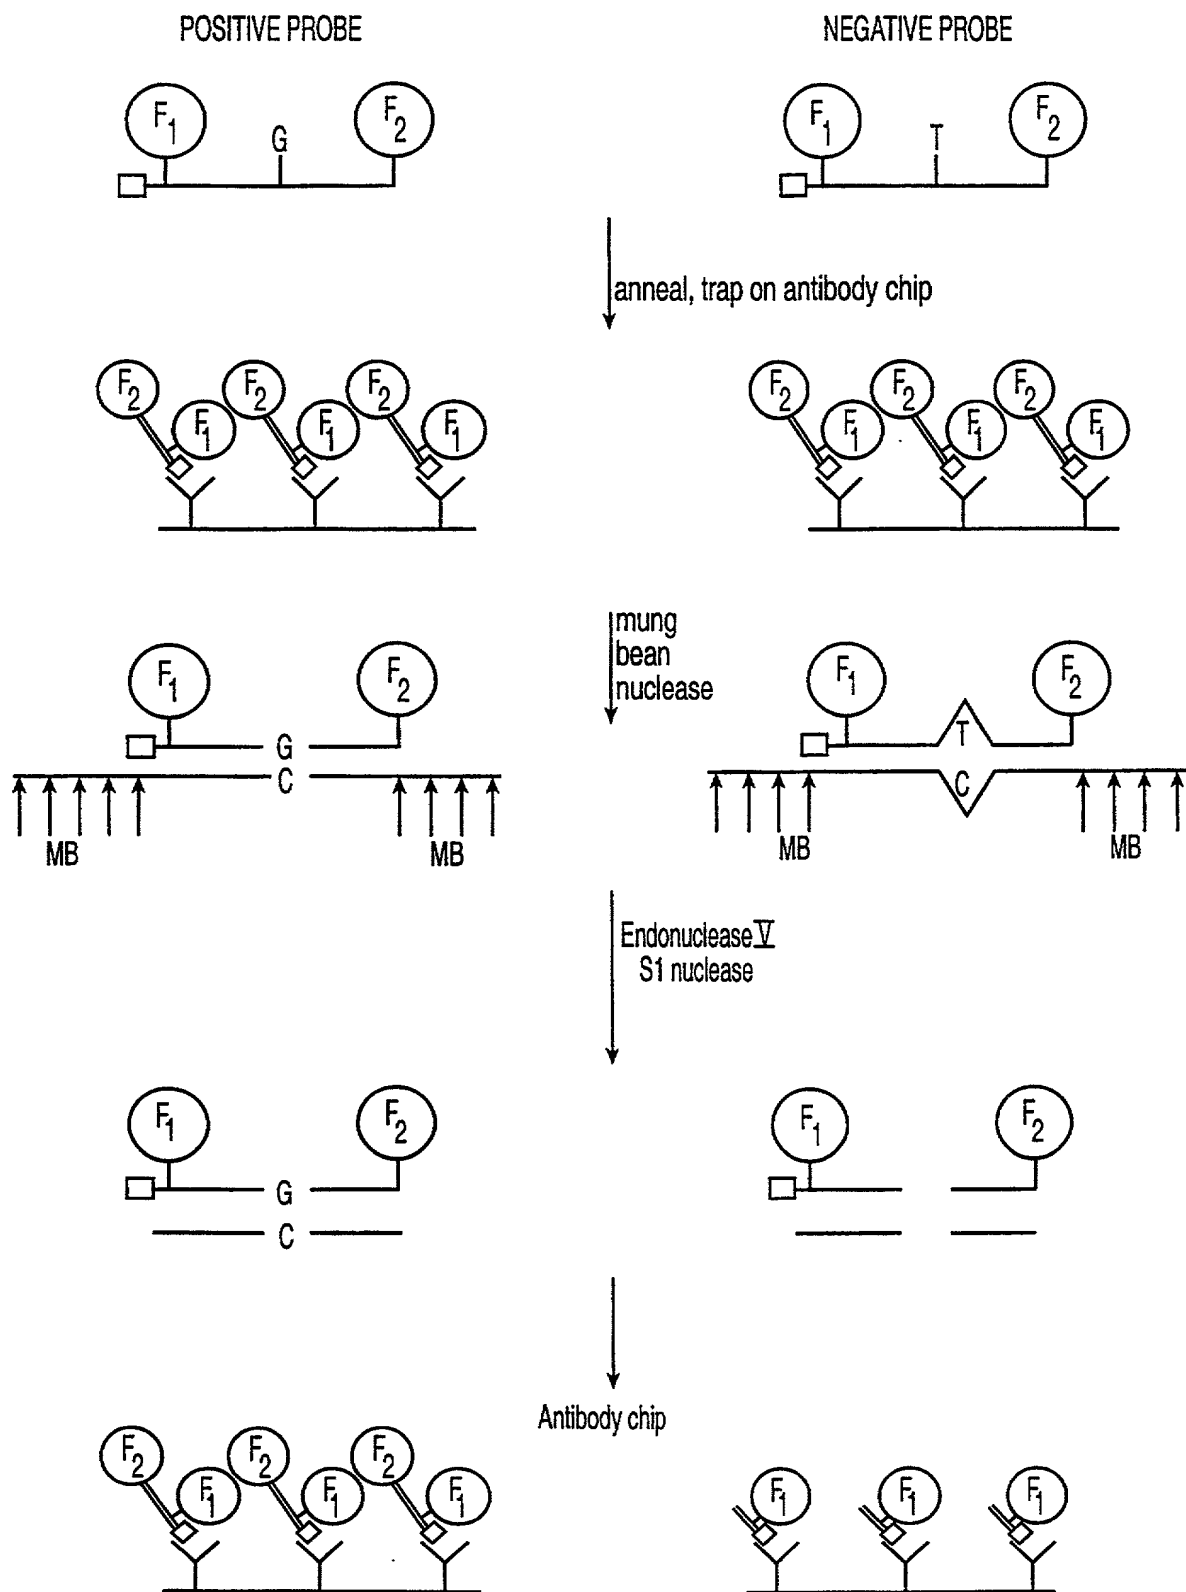 POSITIVE PROBE
NEGATIVE PROBE
F1 G F2
F1 T F2
anneal, trap on antibody chip
F2 F1 F2 F1 F2 F1
F2 F1 F2 F1 F2 F1
mung
bean
nuclease
F1 F2
G
C
MB MB
F1 F2
T
C
MB MB
Endonuclease V
S1 nuclease
F1 F2
G
C
F1 F2
Antibody chip
F2 F1 F2 F1 F2 F1
F1 F1 F1